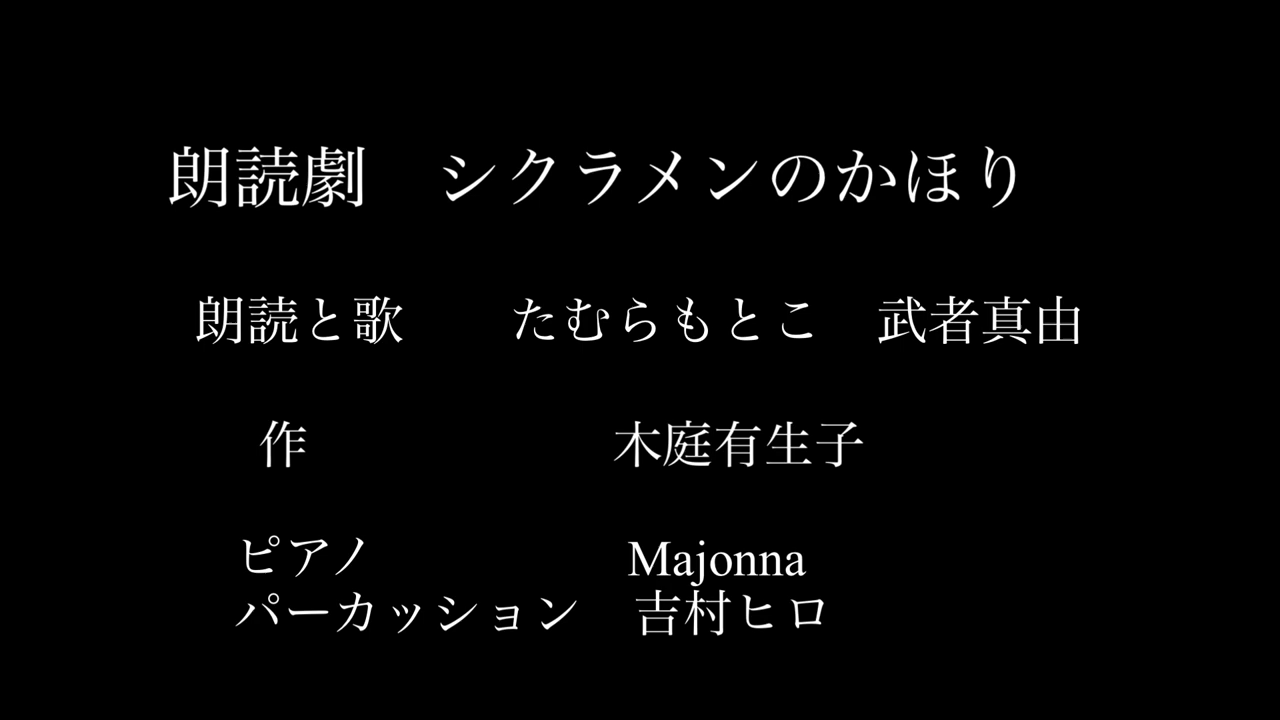 朗読劇　シクラメンのかほり
朗読と歌　　たむらもとこ　武者真由
作　　　　　　木庭有生子
ピアノ　　　　　Majonna
パーカッション　吉村ヒロ